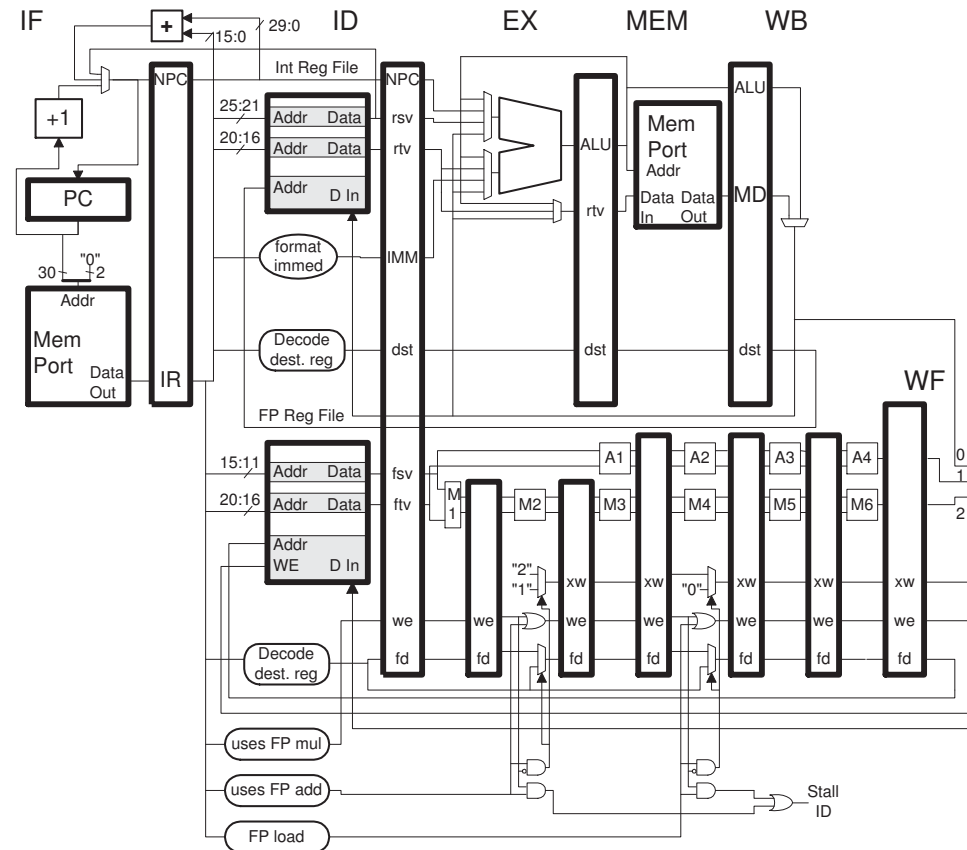 IF ID EX MEM WB
+
29:0
15:0
Int Reg File
NPC NPC ALU
25:21 Addr Data rsv
20:16 Addr Data rtv
Addr
D In
+1
PC
Mem
Port
Addr
Data Data
In Out
ALU
rtv
MD
format
immed
IMM
"0"
30 2
Addr
Mem
Port
Data
Out
IR
Decode
dest. reg
dst dst dst
WF
FP Reg File
15:11 Addr Data fsv
20:16 Addr Data ftv
Addr
WE D In
A1 A2 A3 A4
M
1
M2 M3 M4 M5 M6
0
1
2
"2"
"1"
xw xw
"0"
xw xw xw
we we we we we we we
Decode
dest. reg
fd fd fd fd fd fd fd
uses FP mul
uses FP add
FP load
Stall
ID